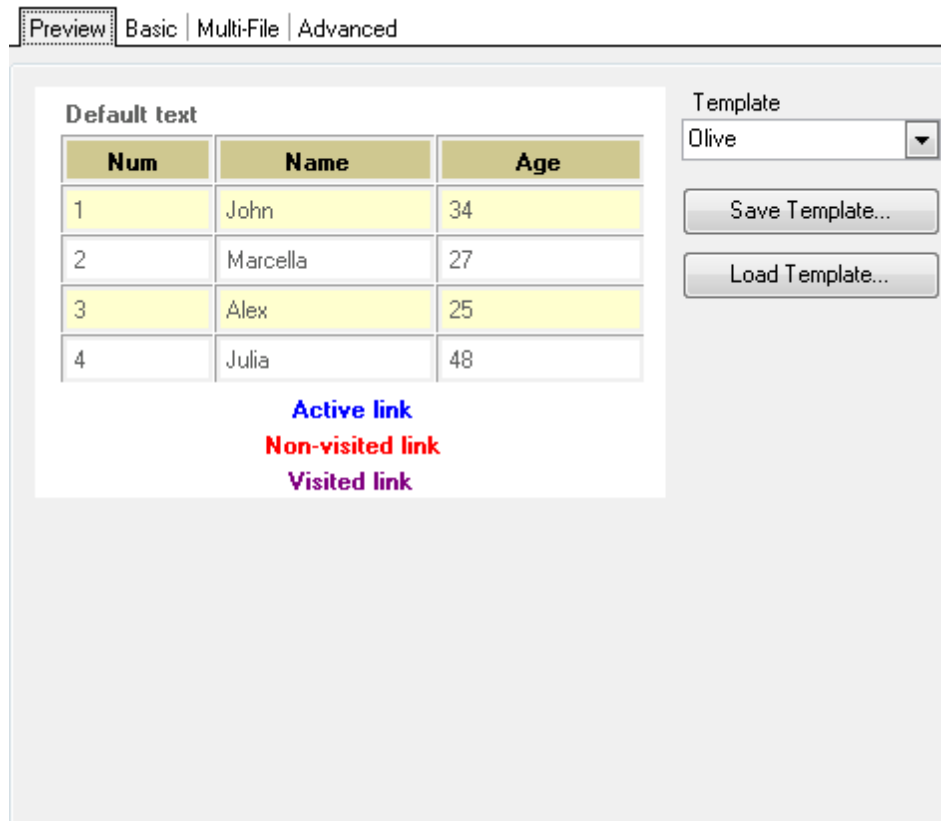 Preview Basic Multi-File Advanced
Default text
Num Name Age
1 John 34
2 Marcella 27
3 Alex 25
4 Julia 48
Active link
Non-visited link
Visited link
Template
Olive
Save Template...
Load Template...